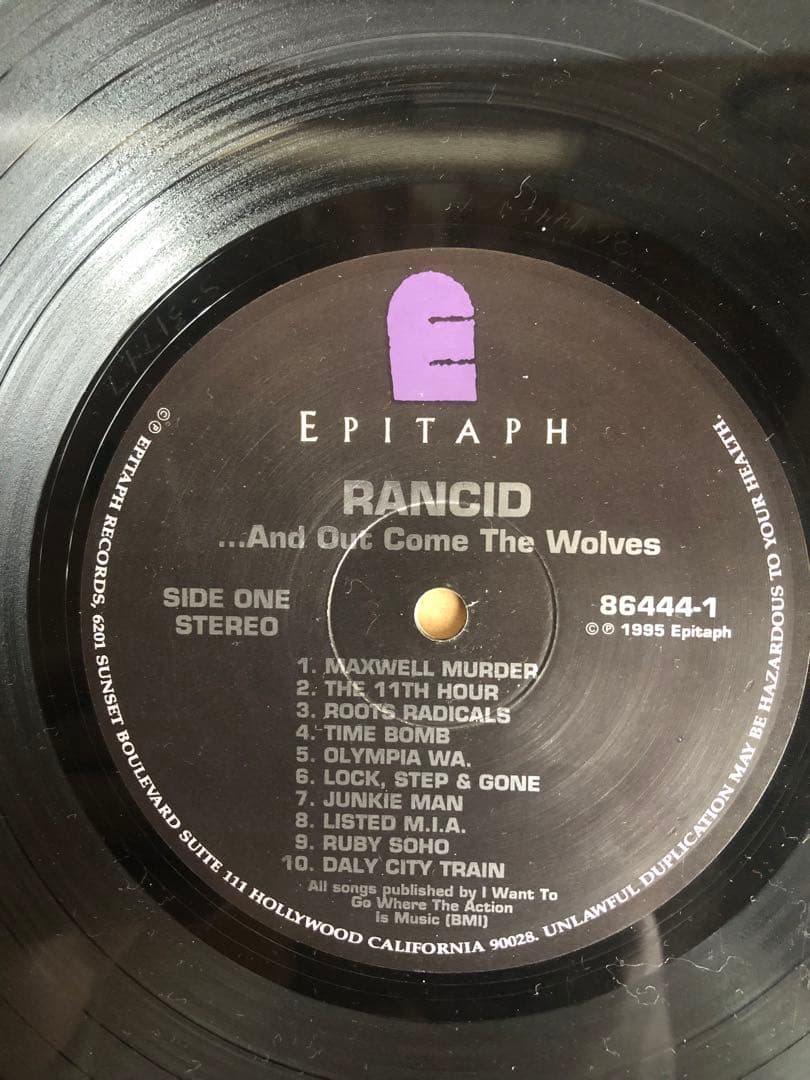 EPITAPH
RANCID
...And Out Come The Wolves
SIDE ONE
STEREO
86444-1
© ℗ 1995 Epitaph
1. MAXWELL MURDER
2. THE 11TH HOUR
3. ROOTS RADICALS
4. TIME BOMB
5. OLYMPIA WA.
6. LOCK, STEP & GONE
7. JUNKIE MAN
8. LISTED M.I.A.
9. RUBY SOHO
10. DALY CITY TRAIN
All songs published by I Want To
Go Where The Action
Is Music (BMI)
© ℗ EPITAPH RECORDS, 6201 SUNSET BOULEVARD SUITE 111 HOLLYWOOD CALIFORNIA 90028. UNLAWFUL DUPLICATION MAY BE HAZARDOUS TO YOUR HEALTH.